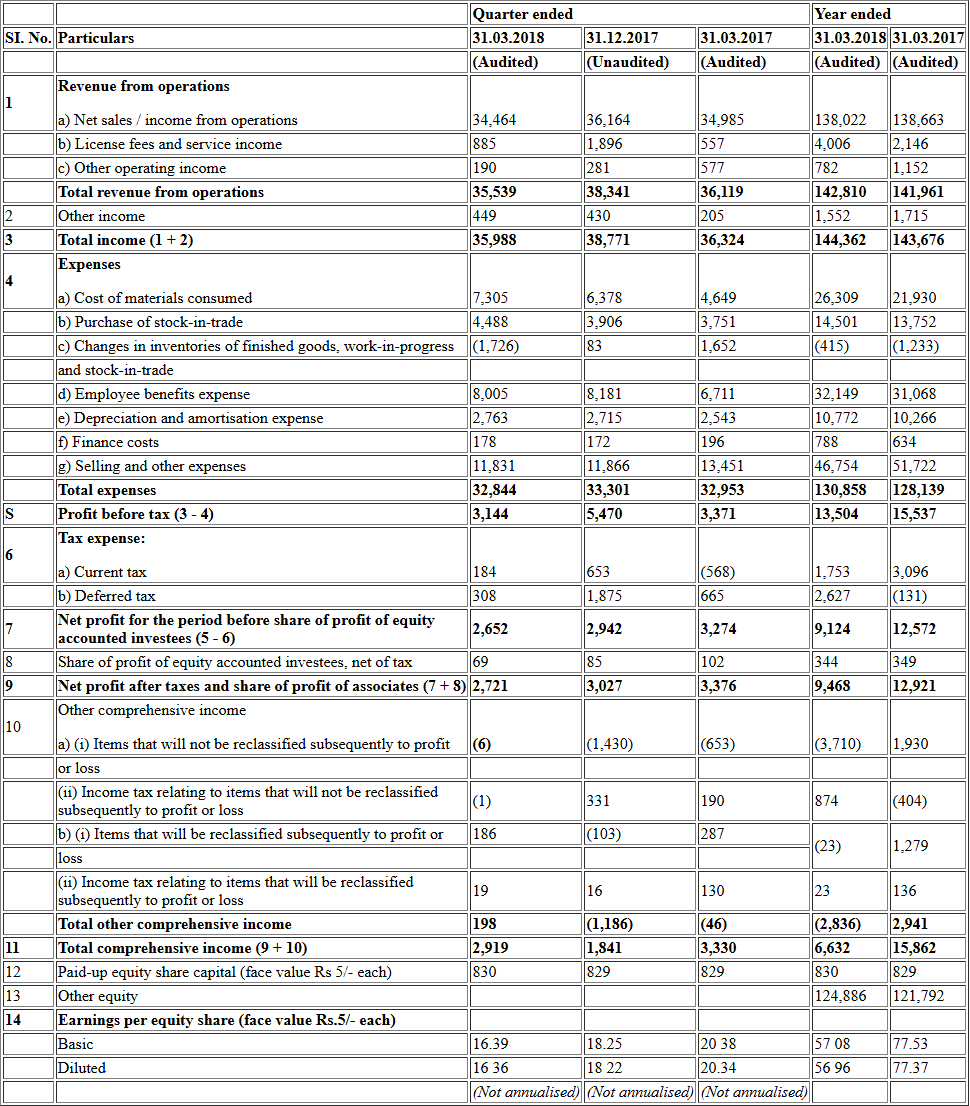 Quarter ended Year ended
SI. No. Particulars 31.03.2018 31.12.2017 31.03.2017 31.03.2018 31.03.2017
(Audited) (Unaudited) (Audited) (Audited) (Audited)
Revenue from operations
1
a) Net sales / income from operations 34,464 36,164 34,985 138,022 138,663
b) License fees and service income 885 1,896 557 4,006 2,146
c) Other operating income 190 281 577 782 1,152
Total revenue from operations 35,539 38,341 36,119 142,810 141,961
2 Other income 449 430 205 1,552 1,715
3 Total income (1 + 2) 35,988 38,771 36,324 144,362 143,676
Expenses
4
a) Cost of materials consumed 7,305 6,378 4,649 26,309 21,930
b) Purchase of stock-in-trade 4,488 3,906 3,751 14,501 13,752
c) Changes in inventories of finished goods, work-in-progress (1,726) 83 1,652 (415) (1,233)
and stock-in-trade
d) Employee benefits expense 8,005 8,181 6,711 32,149 31,068
e) Depreciation and amortisation expense 2,763 2,715 2,543 10,772 10,266
f) Finance costs 178 172 196 788 634
g) Selling and other expenses 11,831 11,866 13,451 46,754 51,722
Total expenses 32,844 33,301 32,953 130,858 128,139
S Profit before tax (3 - 4) 3,144 5,470 3,371 13,504 15,537
Tax expense:
6
a) Current tax 184 653 (568) 1,753 3,096
b) Deferred tax 308 1,875 665 2,627 (131)
Net profit for the period before share of profit of equity
7 accounted investees (5 - 6) 2,652 2,942 3,274 9,124 12,572
8 Share of profit of equity accounted investees, net of tax 69 85 102 344 349
9 Net profit after taxes and share of profit of associates (7 + 8) 2,721 3,027 3,376 9,468 12,921
Other comprehensive income
10
a) (i) Items that will not be reclassified subsequently to profit (6) (1,430) (653) (3,710) 1,930
or loss
(ii) Income tax relating to items that will not be reclassified
subsequently to profit or loss (1) 331 190 874 (404)
b) (i) Items that will be reclassified subsequently to profit or 186 (103) 287 (23) 1,279
loss
(ii) Income tax relating to items that will be reclassified
subsequently to profit or loss 19 16 130 23 136
Total other comprehensive income 198 (1,186) (46) (2,836) 2,941
11 Total comprehensive income (9 + 10) 2,919 1,841 3,330 6,632 15,862
12 Paid-up equity share capital (face value Rs 5/- each) 830 829 829 830 829
13 Other equity 124,886 121,792
14 Earnings per equity share (face value Rs.5/- each)
Basic 16.39 18.25 20 38 57 08 77.53
Diluted 16 36 18 22 20.34 56 96 77.37
(Not annualised) (Not annualised) (Not annualised)